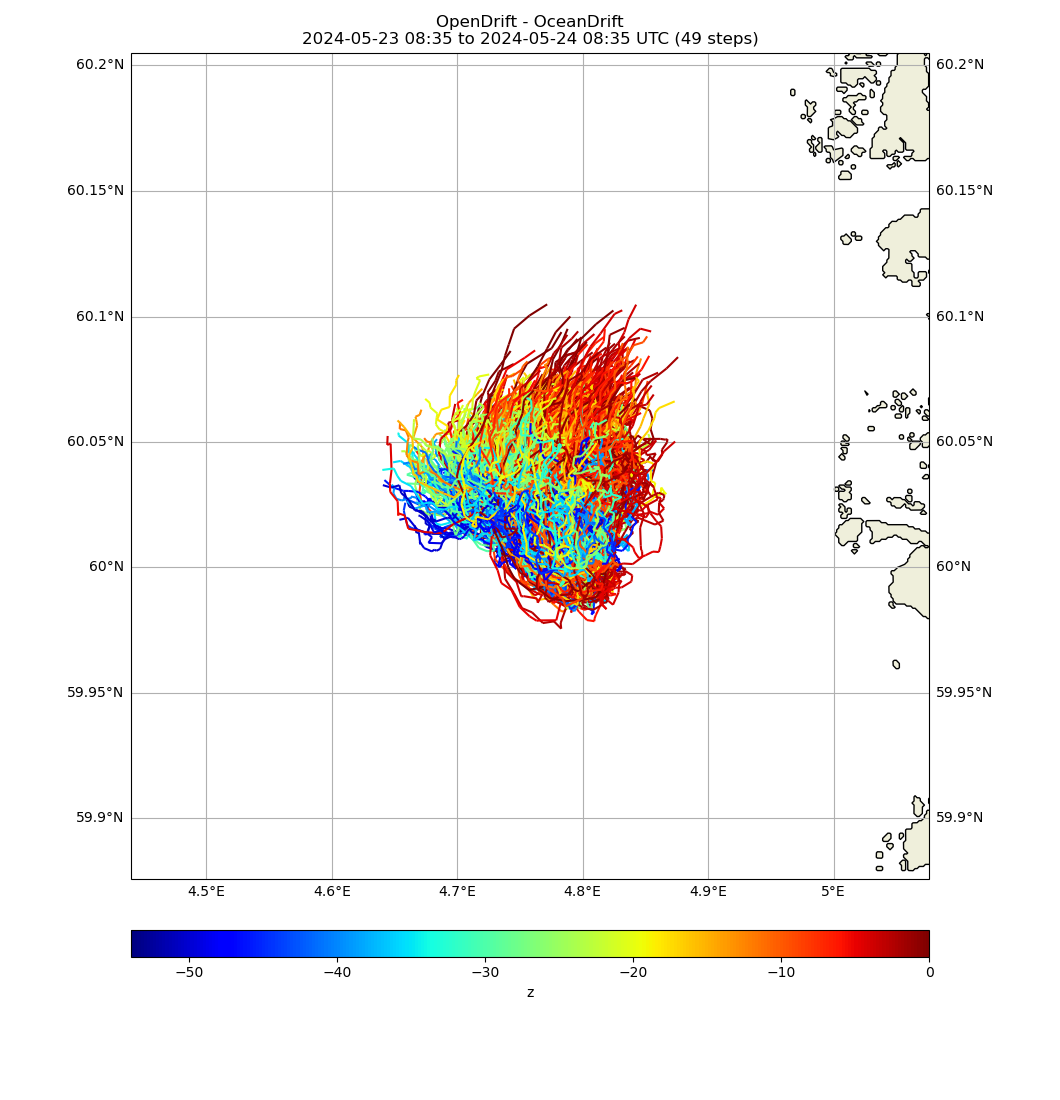 OpenDrift - OceanDrift
2024-05-23 08:35 to 2024-05-24 08:35 UTC (49 steps)
60.2°N 60.2°N
60.15°N 60.15°N
60.1°N 60.1°N
60.05°N 60.05°N
60°N 60°N
59.95°N 59.95°N
59.9°N 59.9°N
4.5°E 4.6°E 4.7°E 4.8°E 4.9°E 5°E
−50 −40 −30 −20 −10 0
z